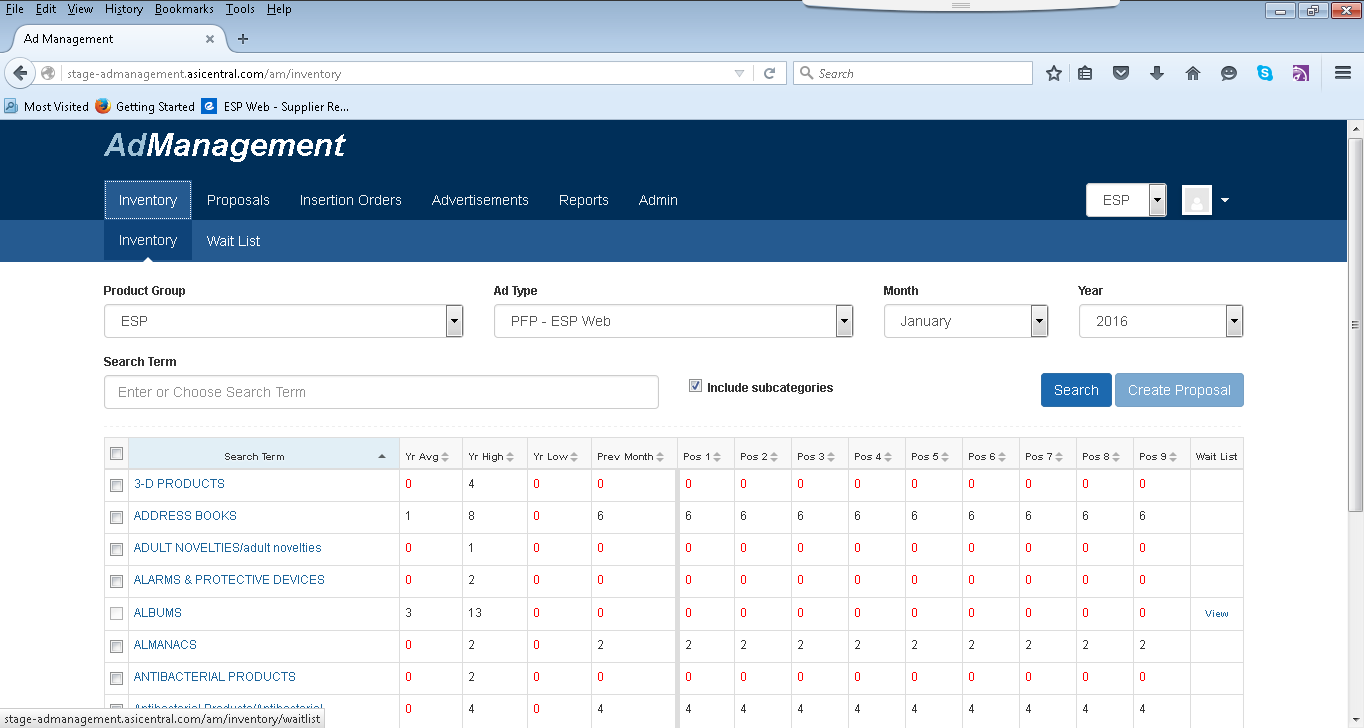 File Edit View History Bookmarks Tools Help
Ad Management
stage-admanagement.asicentral.com/am/inventory Search
Most Visited Getting Started ESP Web - Supplier Re...
AdManagement
Inventory Proposals Insertion Orders Advertisements Reports Admin ESP
Inventory Wait List
Product Group Ad Type Month Year
ESP PFP - ESP Web January 2016
Search Term
Enter or Choose Search Term Include subcategories Search Create Proposal
Search Term Yr Avg Yr High Yr Low Prev Month Pos 1 Pos 2 Pos 3 Pos 4 Pos 5 Pos 6 Pos 7 Pos 8 Pos 9 Wait List
3-D PRODUCTS 0 4 0 0 0 0 0 0 0 0 0 0 0
ADDRESS BOOKS 1 8 0 6 6 6 6 6 6 6 6 6 6
ADULT NOVELTIES/adult novelties 0 1 0 0 0 0 0 0 0 0 0 0 0
ALARMS & PROTECTIVE DEVICES 0 2 0 0 0 0 0 0 0 0 0 0 0
ALBUMS 3 13 0 0 0 0 0 0 0 0 0 0 0 View
ALMANACS 0 2 0 2 2 2 2 2 2 2 2 2 2
ANTIBACTERIAL PRODUCTS 0 2 0 0 0 0 0 0 0 0 0 0 0
Antibacterial Products/Antibacterial 0 4 0 4 4 4 4 4 4 4 4 4 4
stage-admanagement.asicentral.com/am/inventory/waitlist